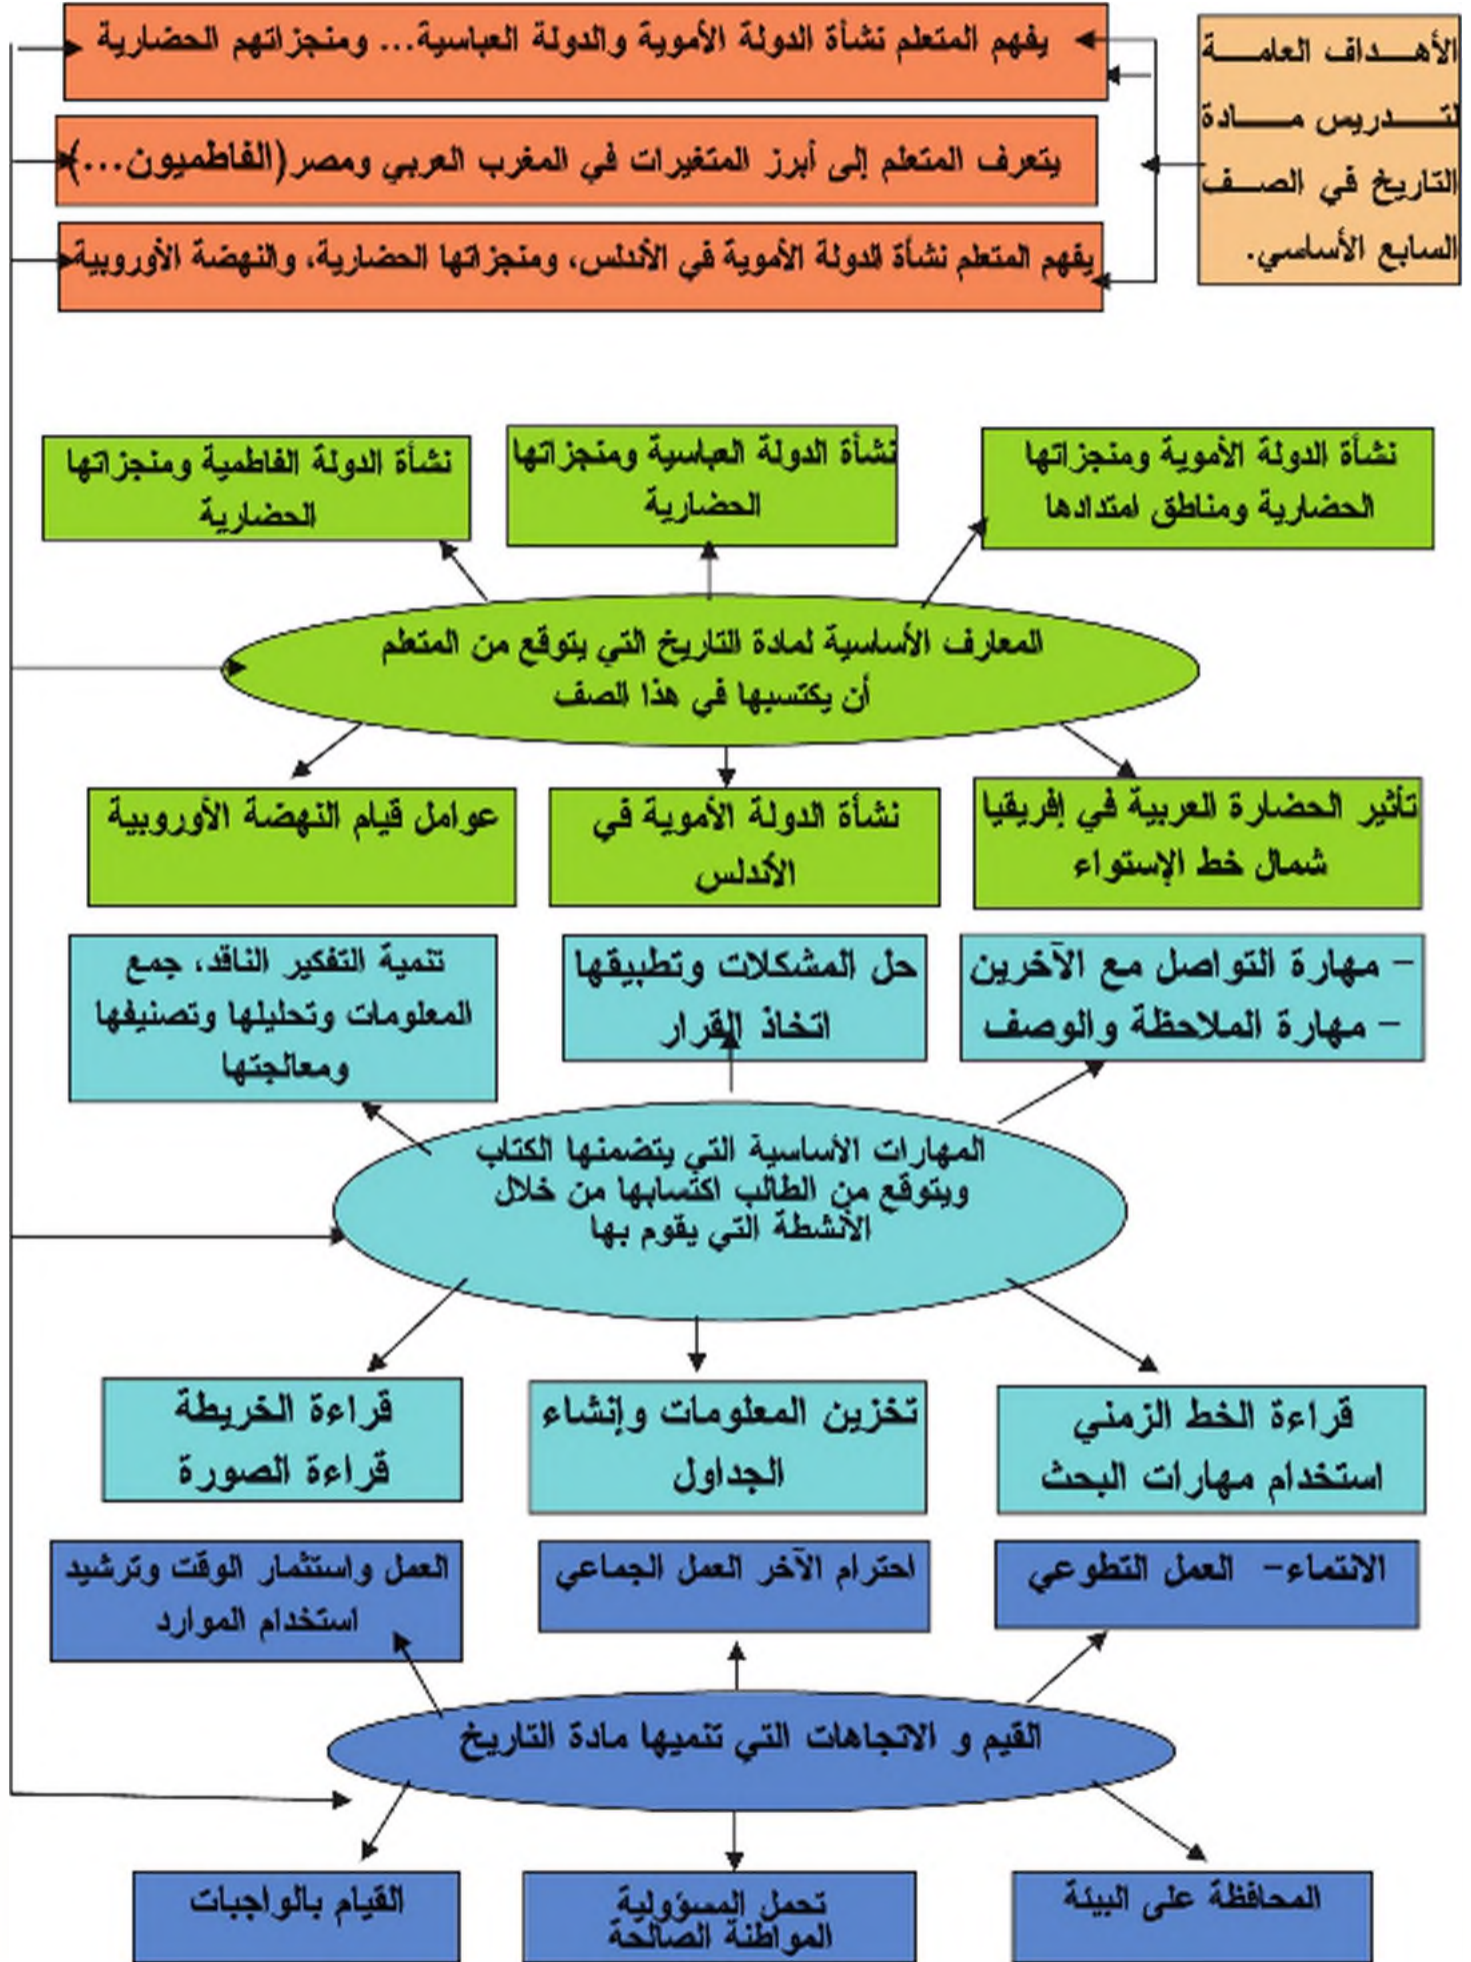 الأهـــداف العامـــة
لتـــدريس مـــادة
التاريخ في الصـف
السابع الأساسي.
يفهم المتعلم نشأة الدولة الأموية والدولة العباسية... ومنجزاتهم الحضارية
يتعرف المتعلم إلى أبرز المتغيرات في المغرب العربي ومصر (الفاطميون...)
يفهم المتعلم نشأة الدولة الأموية في الأندلس، ومنجزاتها الحضارية، والنهضة الأوروبية
نشأة الدولة الأموية ومنجزاتها
الحضارية ومناطق امتدادها
نشأة الدولة العباسية ومنجزاتها
الحضارية
نشأة الدولة الفاطمية ومنجزاتها
الحضارية
المعارف الأساسية لمادة التاريخ التي يتوقع من المتعلم
أن يكتسبها في هذا الصف
تأثير الحضارة العربية في إفريقيا
شمال خط الإستواء
نشأة الدولة الأموية في
الأندلس
عوامل قيام النهضة الأوروبية
– مهارة التواصل مع الآخرين
– مهارة الملاحظة والوصف
حل المشكلات وتطبيقها
اتخاذ القرار
تنمية التفكير الناقد، جمع
المعلومات وتحليلها وتصنيفها
ومعالجتها
المهارات الأساسية التي يتضمنها الكتاب
ويتوقع من الطالب اكتسابها من خلال
الأنشطة التي يقوم بها
قراءة الخط الزمني
استخدام مهارات البحث
تخزين المعلومات وإنشاء
الجداول
قراءة الخريطة
قراءة الصورة
الانتماء– العمل التطوعي
احترام الآخر العمل الجماعي
العمل واستثمار الوقت وترشيد
استخدام الموارد
القيم و الاتجاهات التي تنميها مادة التاريخ
المحافظة على البيئة
تحمل المسؤولية
المواطنة الصالحة
القيام بالواجبات